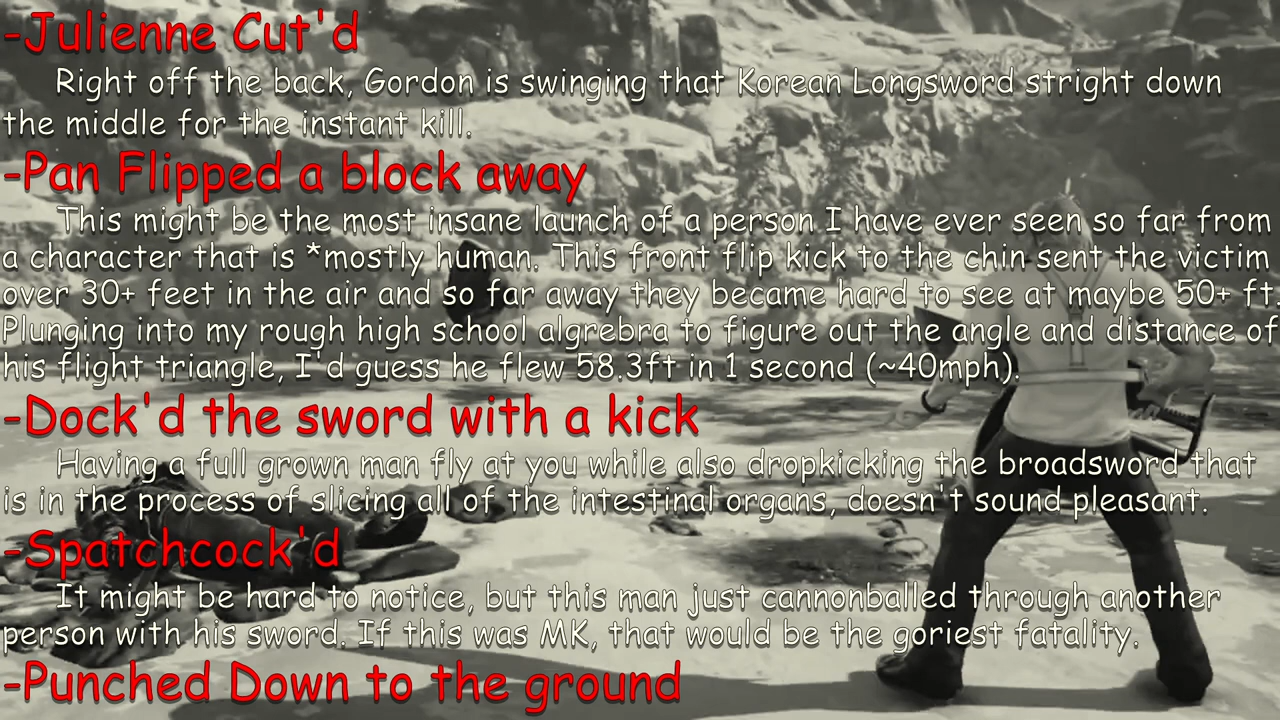 -Julienne Cut'd
Right off the back, Gordon is swinging that Korean Longsword stright down
the middle for the instant kill.
-Pan Flipped a block away
This might be the most insane launch of a person I have ever seen so far from
a character that is *mostly human. This front flip kick to the chin sent the victim
over 30+ feet in the air and so far away they became hard to see at maybe 50+ ft.
Plunging into my rough high school algrebra to figure out the angle and distance of
his flight triangle, I'd guess he flew 58.3ft in 1 second (~40mph).
-Dock'd the sword with a kick
Having a full grown man fly at you while also dropkicking the broadsword that
is in the process of slicing all of the intestinal organs, doesn't sound pleasant.
-Spatchcock'd
It might be hard to notice, but this man just cannonballed through another
person with his sword. If this was MK, that would be the goriest fatality.
-Punched Down to the ground